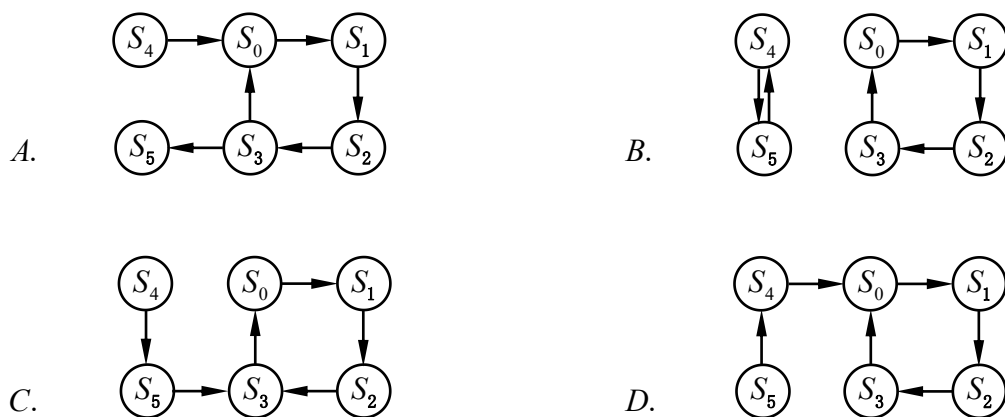 S₄ S₀ S₁ S₄ S₀ S₁
A. S₅ S₃ S₂ B. S₅ S₃ S₂
S₄ S₀ S₁ S₄ S₀ S₁
C. S₅ S₃ S₂ D. S₅ S₃ S₂